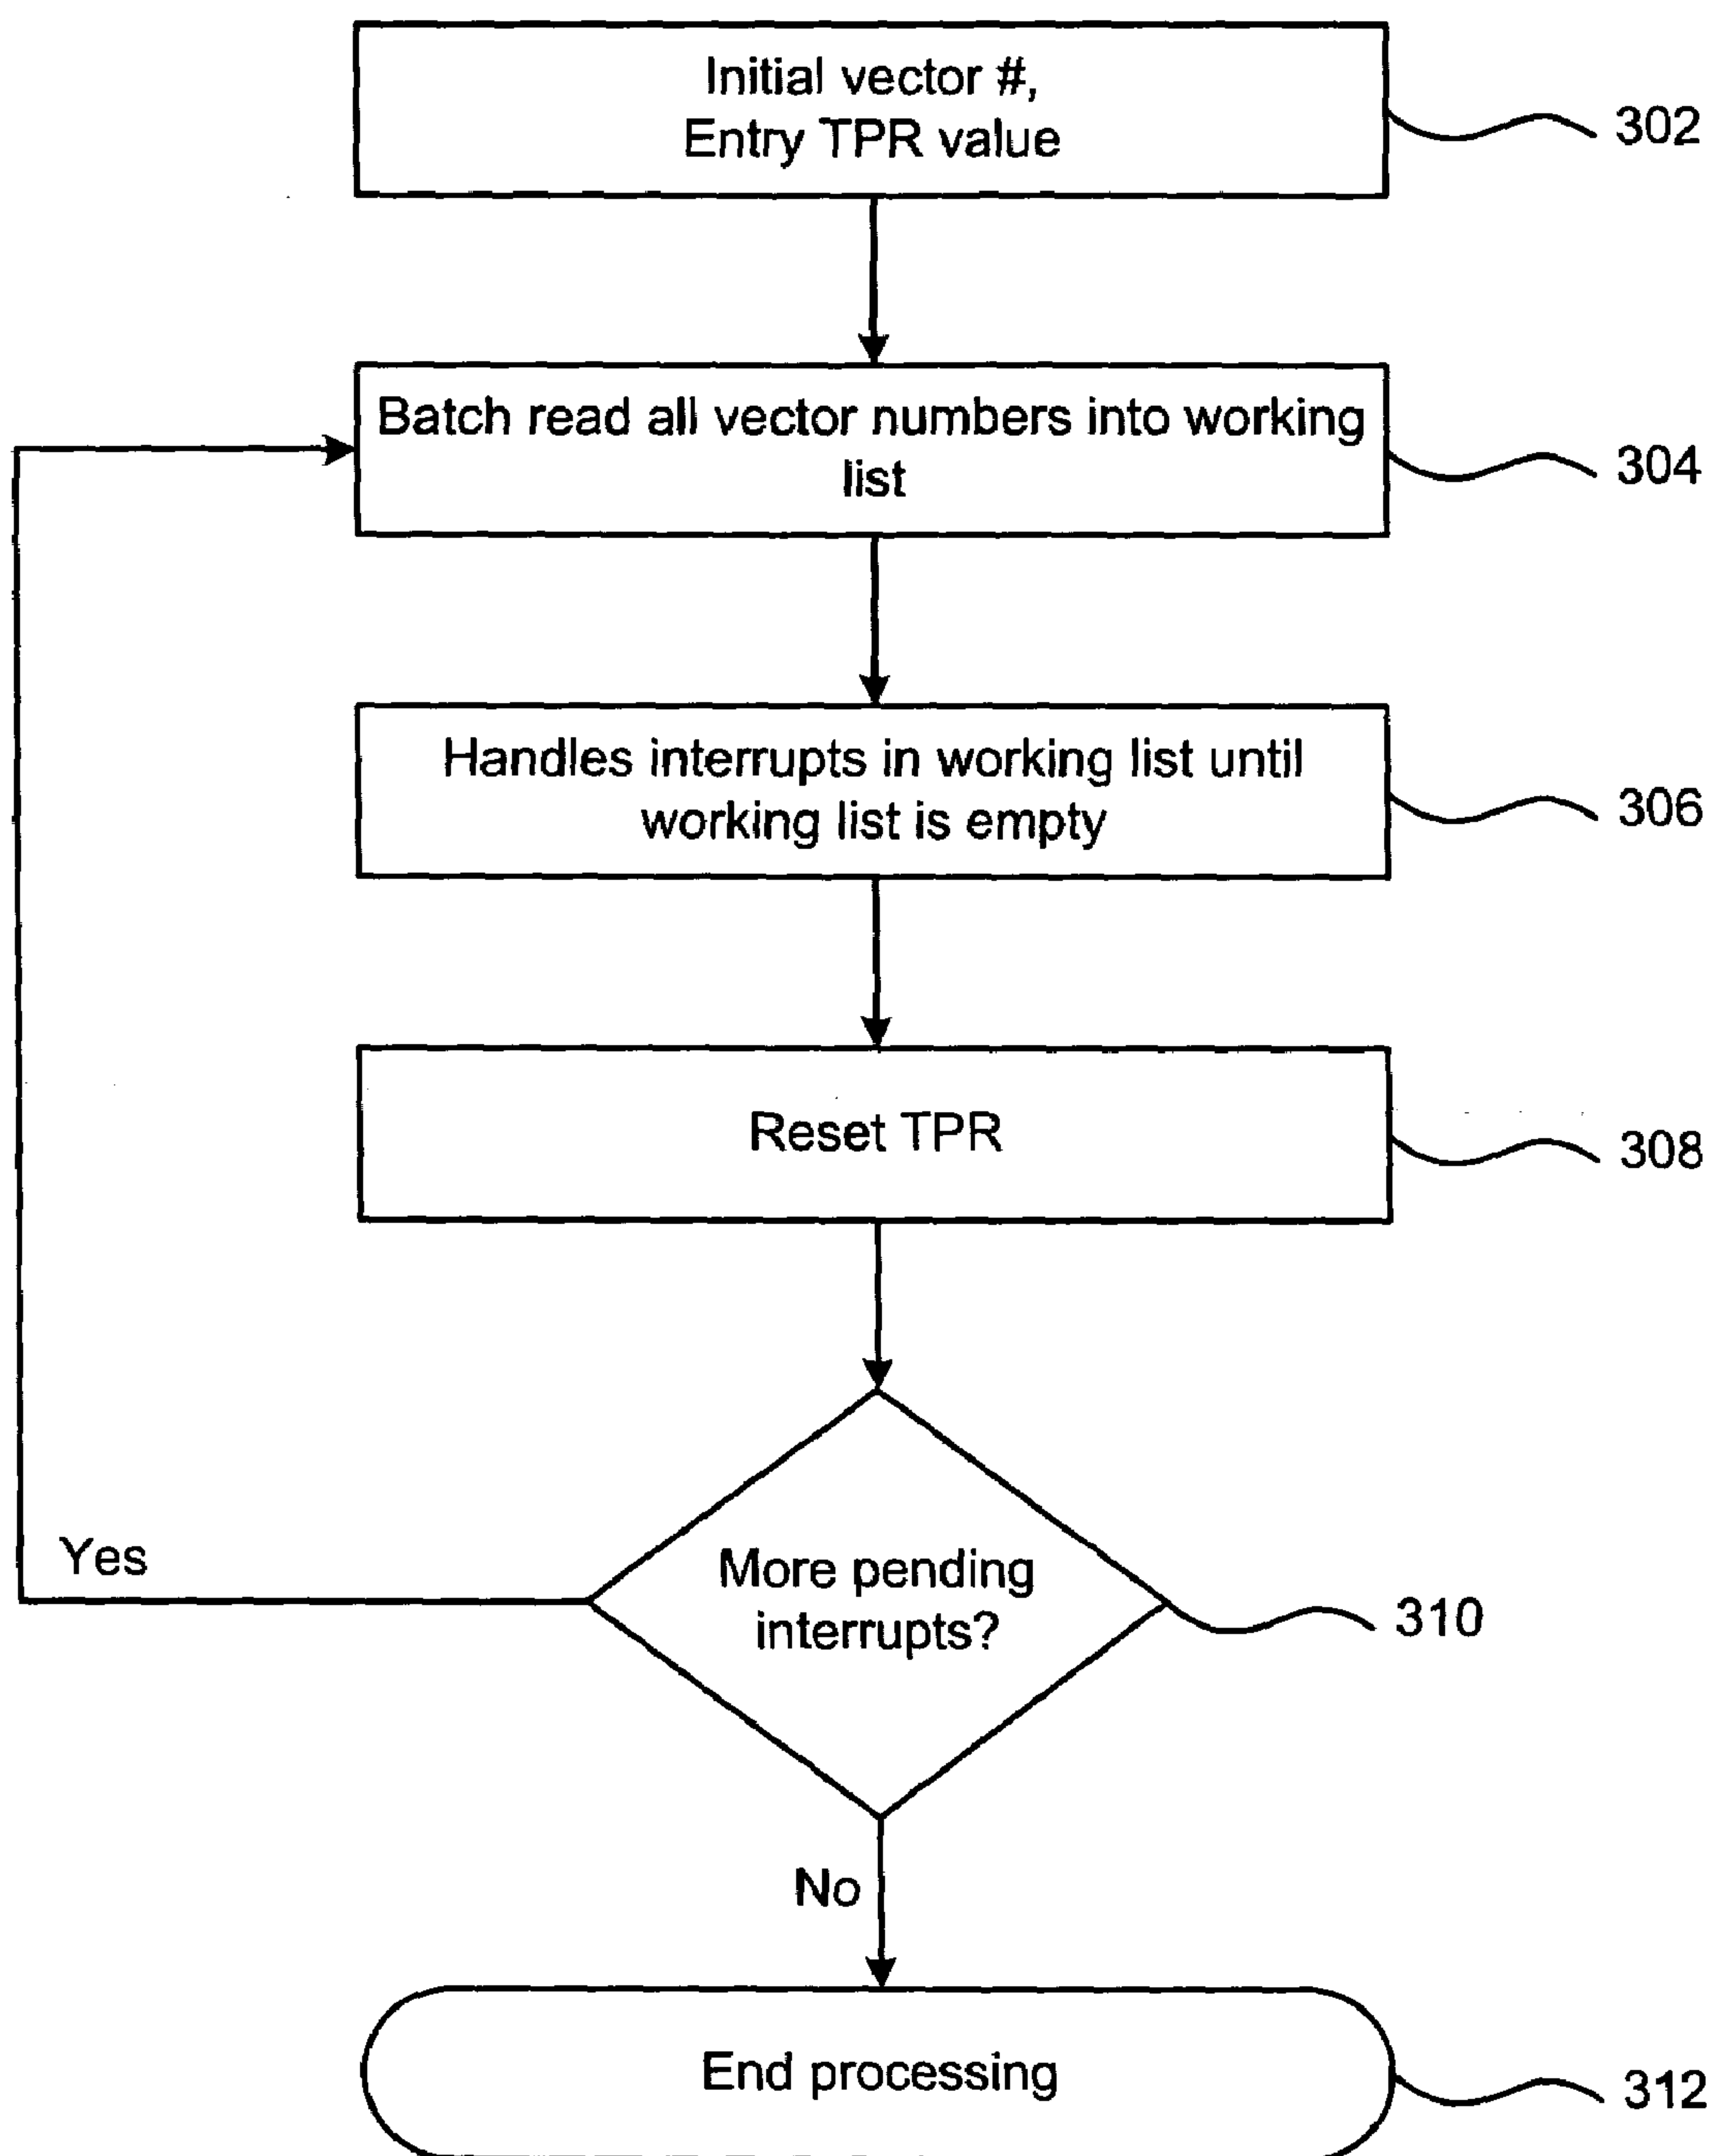 Initial vector #,
Entry TPR value
302
Batch read all vector numbers into working
list
304
Handles interrupts in working list until
working list is empty
306
Reset TPR
308
Yes
More pending
interrupts?
310
No
End processing
312